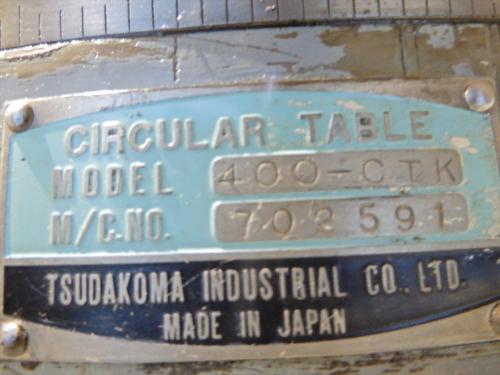 CIRCULAR TABLE
MODEL 400-CTK
M/C.NO. 702591
TSUDAKOMA INDUSTRIAL CO., LTD.
MADE IN JAPAN